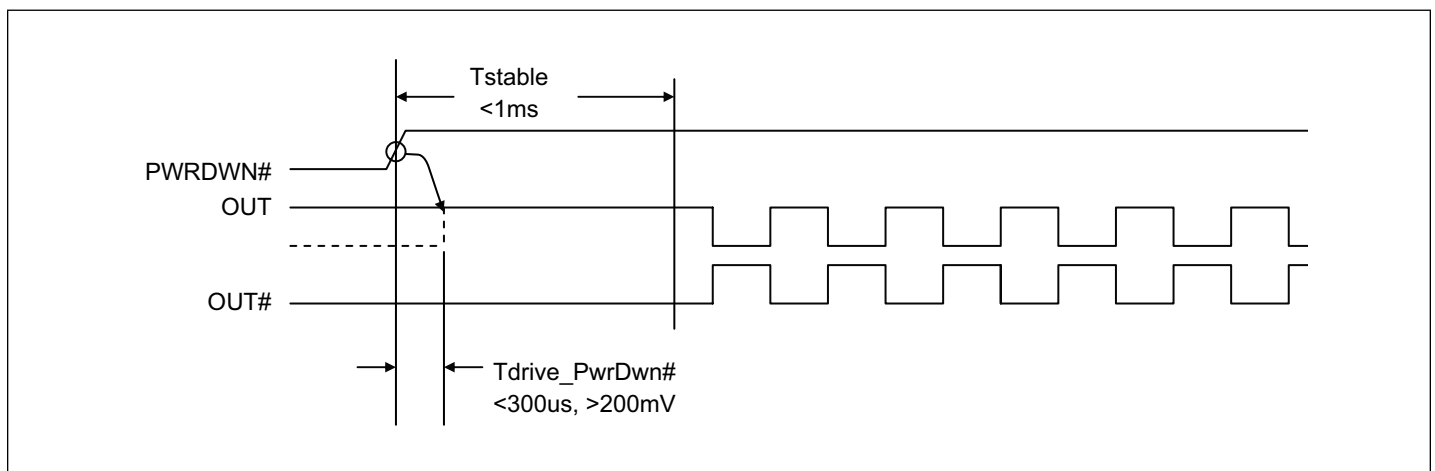 Tstable
<1ms
PWRDWN#
OUT
OUT#
Tdrive_PwrDwn#
<300us, >200mV